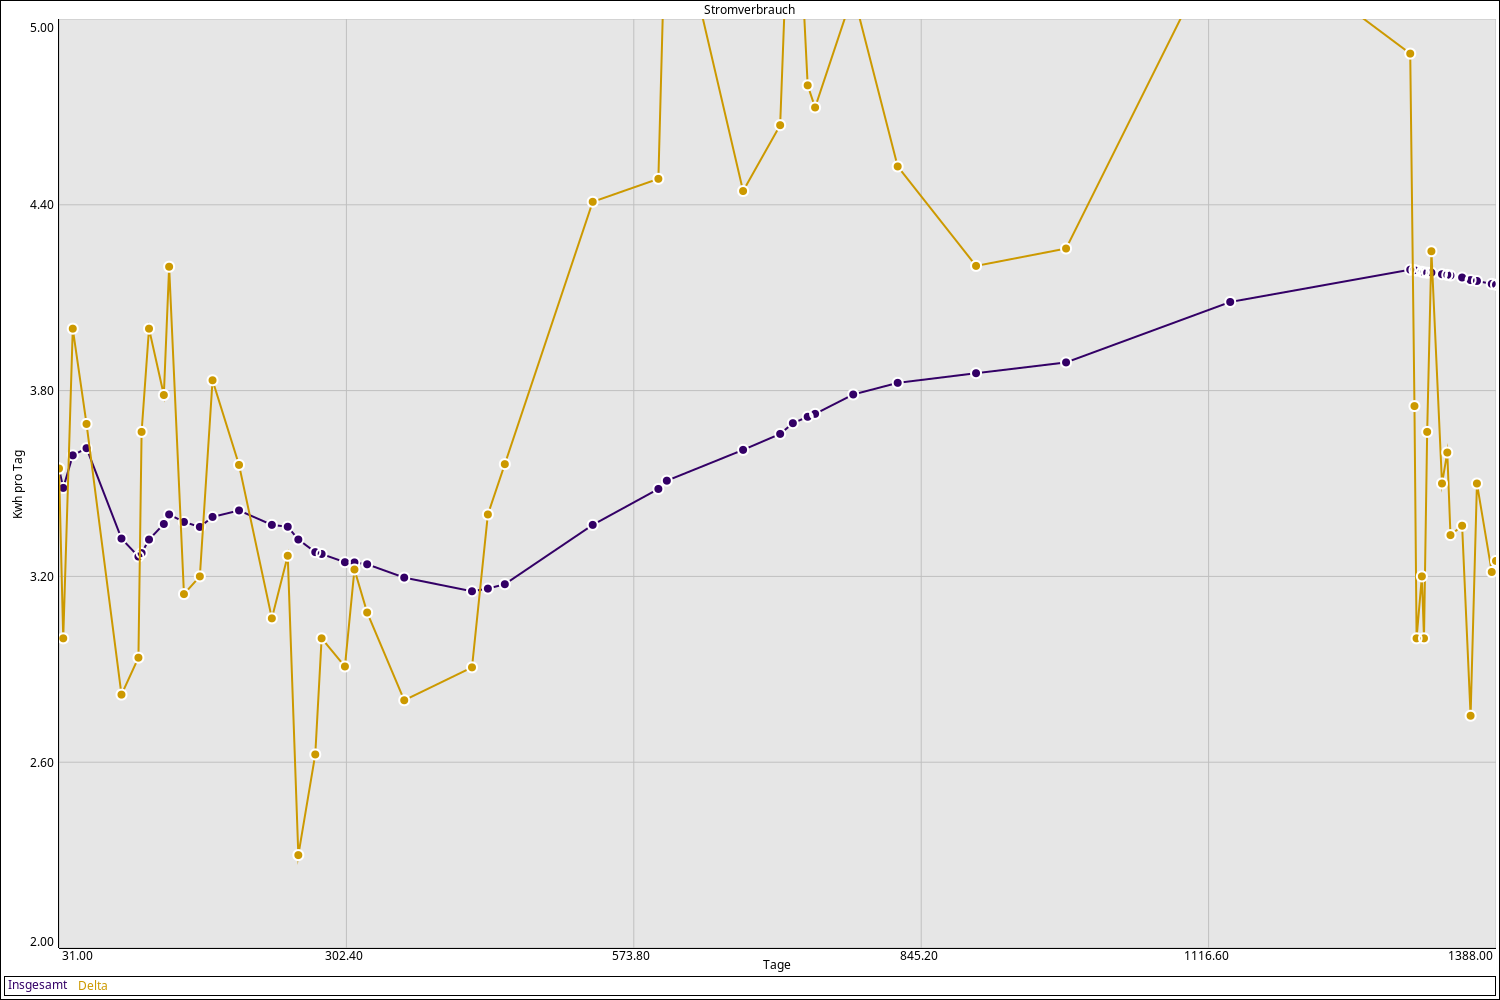 Stromverbrauch
5.00
4.40
3.80
Kwh pro Tag
3.20
2.60
2.00
31.00 302.40 573.80 845.20 1116.60 1388.00
Tage
Insgesamt Delta